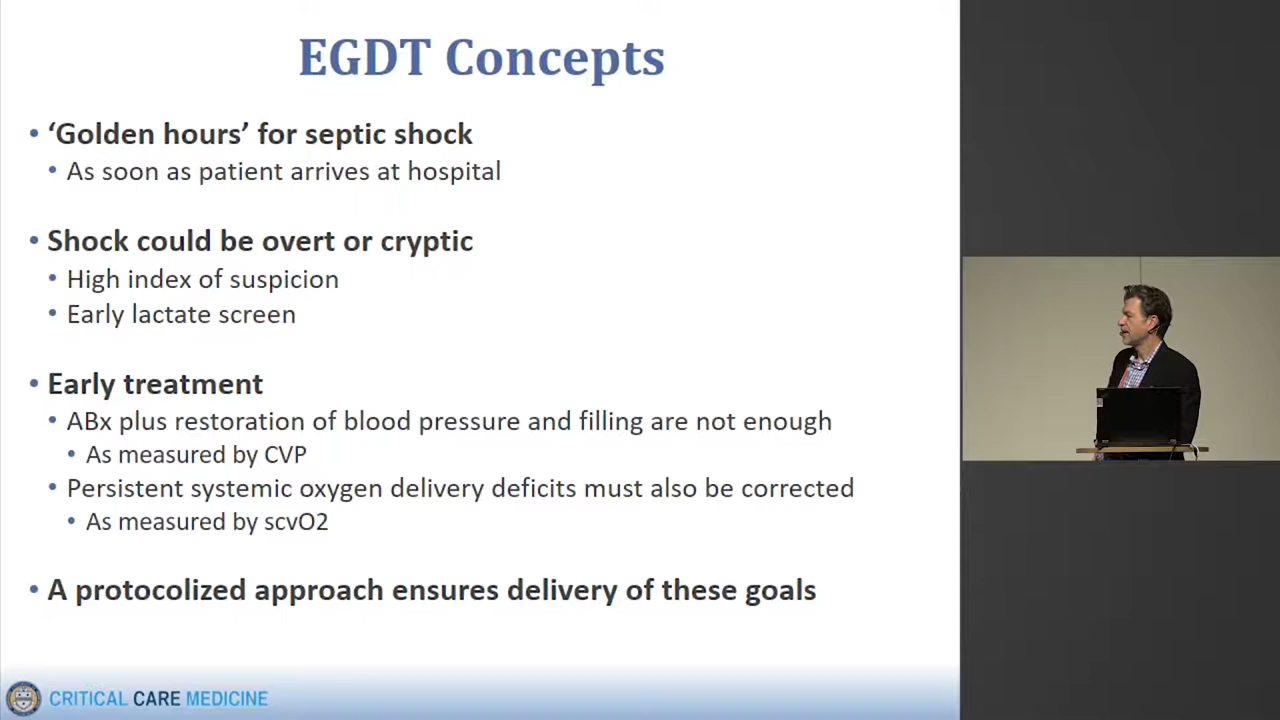 EGDT Concepts
• ‘Golden hours’ for septic shock
• As soon as patient arrives at hospital
• Shock could be overt or cryptic
• High index of suspicion
• Early lactate screen
• Early treatment
• ABx plus restoration of blood pressure and filling are not enough
• As measured by CVP
• Persistent systemic oxygen delivery deficits must also be corrected
• As measured by scvO2
• A protocolized approach ensures delivery of these goals
CRITICAL CARE MEDICINE